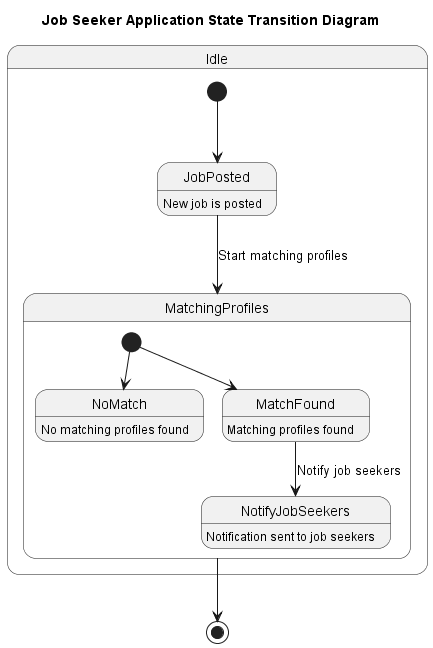 Job Seeker Application State Transition Diagram
Idle
JobPosted
New job is posted
Start matching profiles
MatchingProfiles
NoMatch
No matching profiles found
MatchFound
Matching profiles found
Notify job seekers
NotifyJobSeekers
Notification sent to job seekers